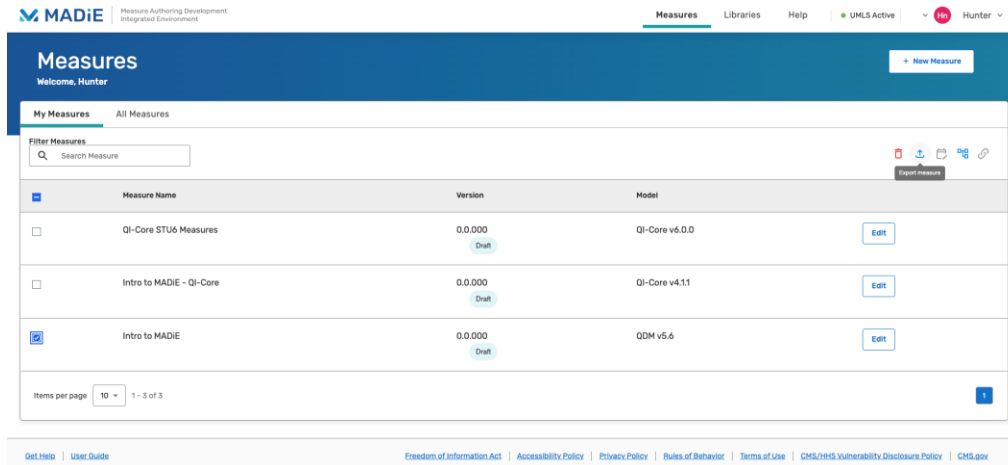 MADiE Measure Authoring Development
Integrated Environment
Measures Libraries Help UMLS Active Hn Hunter
Measures
Welcome, Hunter
+ New Measure
My Measures All Measures
Filter Measures
Search Measure
Export measure
Measure Name Version Model
QI-Core STU6 Measures 0.0.000 QI-Core v6.0.0 Edit
Draft
Intro to MADiE - QI-Core 0.0.000 QI-Core v4.1.1 Edit
Draft
Intro to MADiE 0.0.000 QDM v5.6 Edit
Draft
Items per page 10 1 - 3 of 3 1
Get Help | User Guide Freedom of Information Act | Accessibility Policy | Privacy Policy | Rules of Behavior | Terms of Use | CMS/HHS Vulnerability Disclosure Policy | CMS.gov